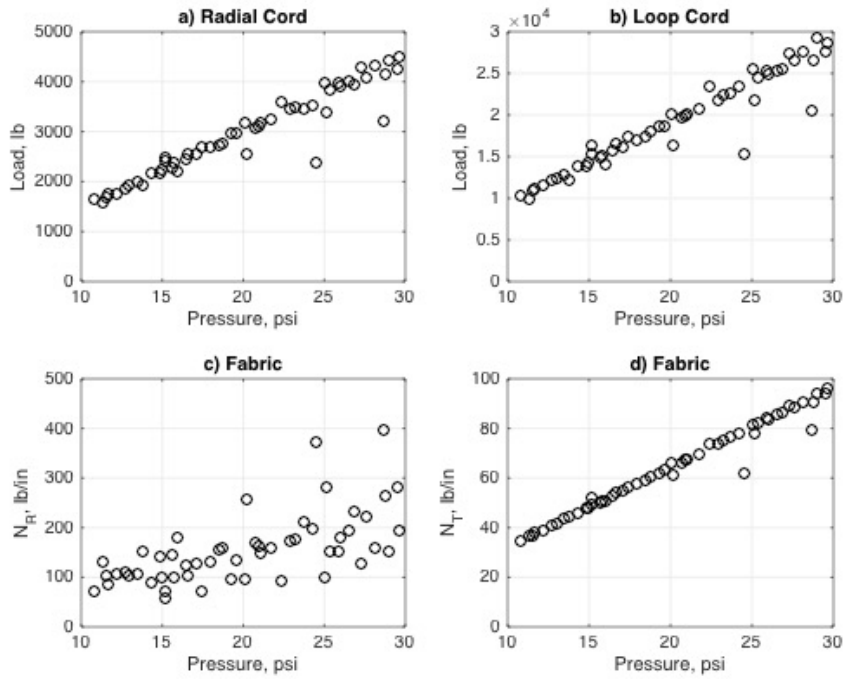 a) Radial Cord
5000
4000
3000
2000
1000
0
Load, lb
10 15 20 25 30
Pressure, psi
b) Loop Cord
×10⁴
3
2.5
2
1.5
1
0.5
0
Load, lb
10 15 20 25 30
Pressure, psi
c) Fabric
500
400
300
200
100
0
N_R, lb/in
10 15 20 25 30
Pressure, psi
d) Fabric
100
80
60
40
20
0
N_T, lb/in
10 15 20 25 30
Pressure, psi